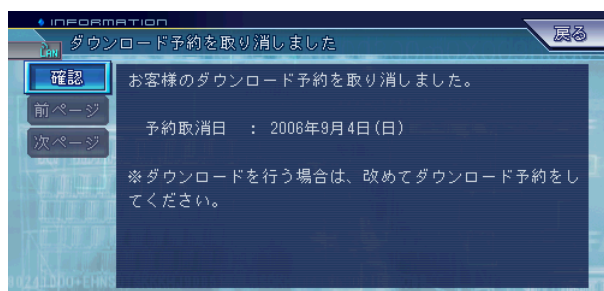 INFORMATION
戻る
LAN
ダウンロード予約を取り消しました
確認
前ページ
次ページ
お客様のダウンロード予約を取り消しました。
予約取消日 : 2006年9月4日(日)
※ダウンロードを行う場合は、改めてダウンロード予約をし
てください。